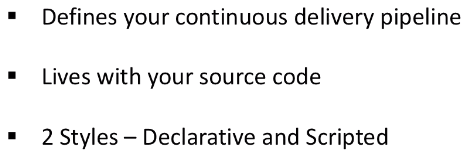 ▪ Defines your continuous delivery pipeline
▪ Lives with your source code
▪ 2 Styles – Declarative and Scripted